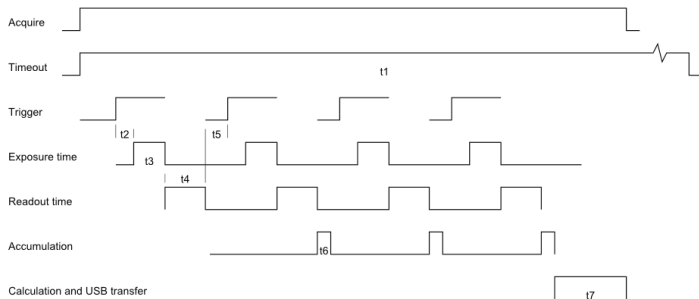 Acquire
Timeout
t1
Trigger
t2
t5
Exposure time
t3
t4
Readout time
Accumulation
t6
Calculation and USB transfer
t7